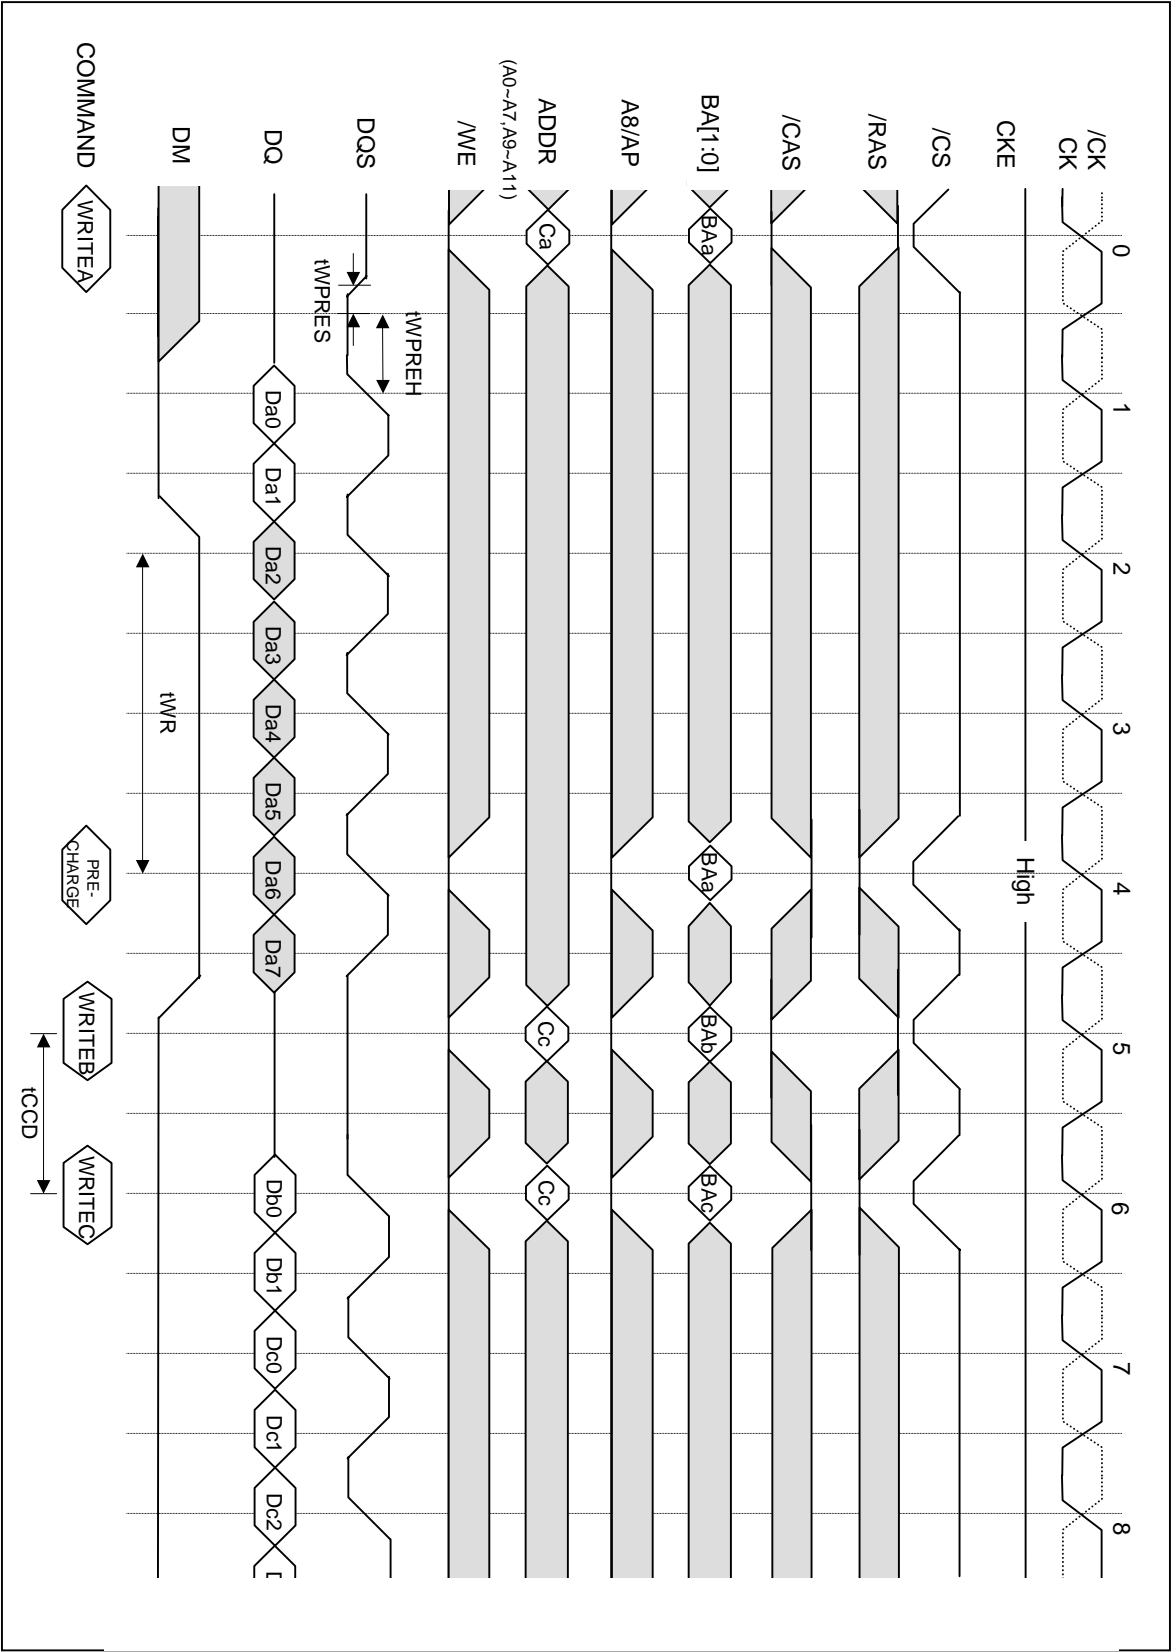 0 1 2 3 4 5 6 7 8
/CK
CK
CKE High
/CS
/RAS
/CAS
BA[1:0] BAa BAa BAb BAc
A8/AP
ADDR Ca Cc Cc
(A0~A7,A9~A11)
/WE
tWPREH
DQS
tWPRES
DQ Da0 Da1 Da2 Da3 Da4 Da5 Da6 Da7 Db0 Db1 Dc0 Dc1 Dc2
DM
tWR
COMMAND WRITEA PRE-
CHARGE WRITEB WRITEC
tCCD